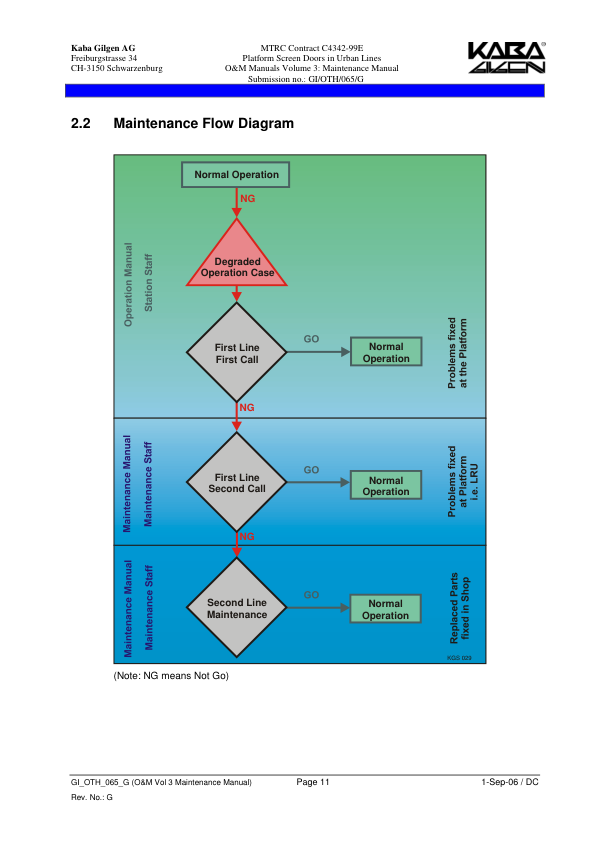 Kaba Gilgen AG
Freiburgstrasse 34
CH-3150 Schwarzenburg
MTRC Contract C4342-99E
Platform Screen Doors in Urban Lines
O&M Manuals Volume 3: Maintenance Manual
Submission no.: GI/OTH/065/G
KABA®
GILGEN
2.2 Maintenance Flow Diagram
Normal Operation
NG
Degraded
Operation Case
Operation Manual
Station Staff
First Line
First Call
GO
Normal
Operation
Problems fixed
at the Platform
NG
Maintenance Manual
Maintenance Staff
First Line
Second Call
GO
Normal
Operation
Problems fixed
at Platform
i.e. LRU
NG
Maintenance Manual
Maintenance Staff
Second Line
Maintenance
GO
Normal
Operation
Replaced Parts
fixed in Shop
KGS 029
(Note: NG means Not Go)
GI_OTH_065_G (O&M Vol 3 Maintenance Manual)
Page 11
1-Sep-06 / DC
Rev. No.: G